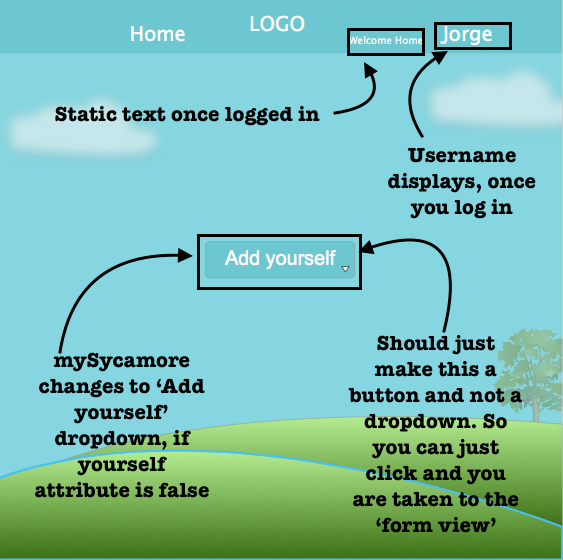 LOGO
Home
Welcome Home
Jorge
Static text once logged in
Username
displays, once
you log in
Add yourself
mySycamore
changes to ‘Add
yourself’
dropdown, if
yourself
attribute is false
Should just
make this a
button and not a
dropdown. So
you can just
click and you
are taken to the
‘form view’